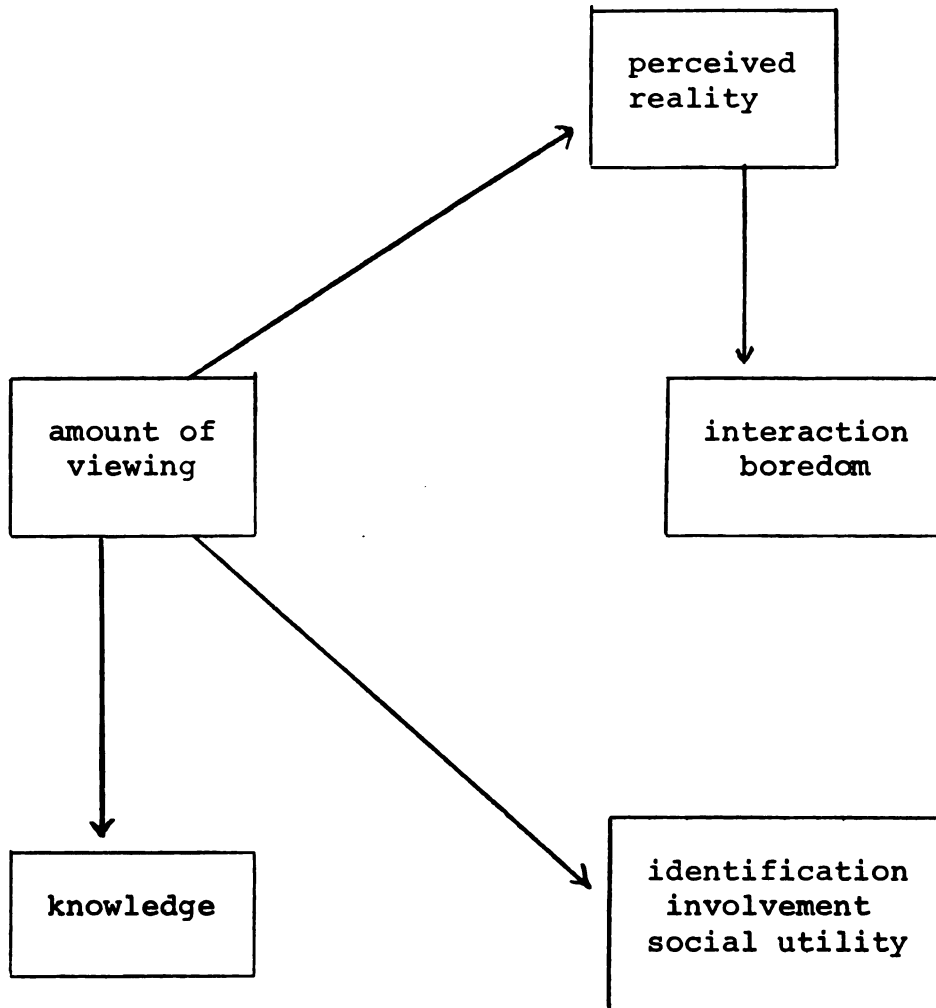 perceived
reality
amount of
viewing
interaction
boredom
knowledge
identification
involvement
social utility